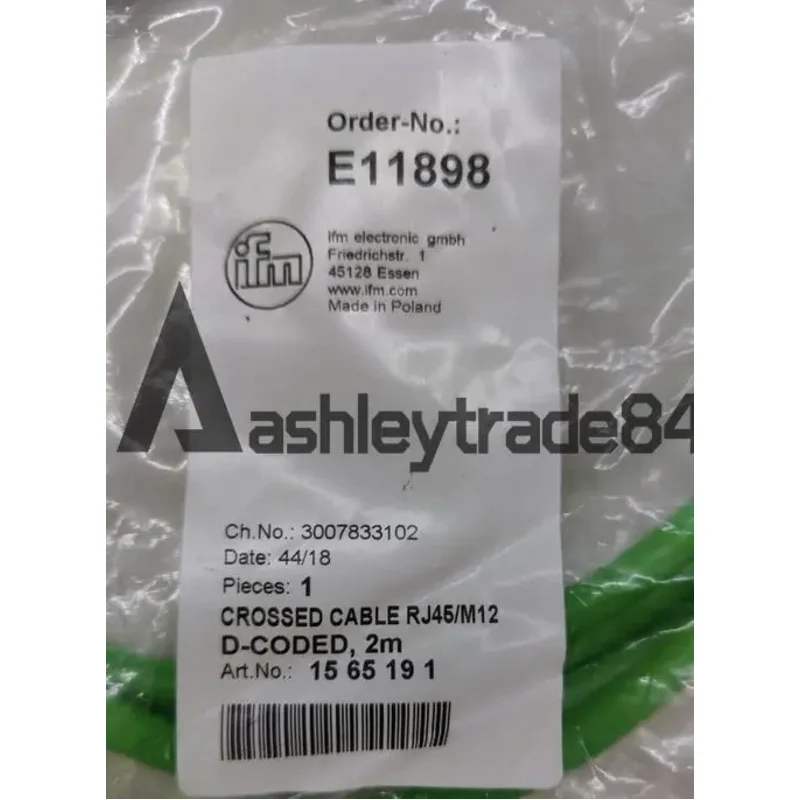 Order-No.:
E11898
ifm
ifm electronic gmbh
Friedrichstr. 1
45128 Essen
www.ifm.com
Made in Poland
ashleytrade84
Ch.No.: 3007833102
Date: 44/18
Pieces: 1
CROSSED CABLE RJ45/M12
D-CODED, 2m
Art.No.: 15 65 19 1